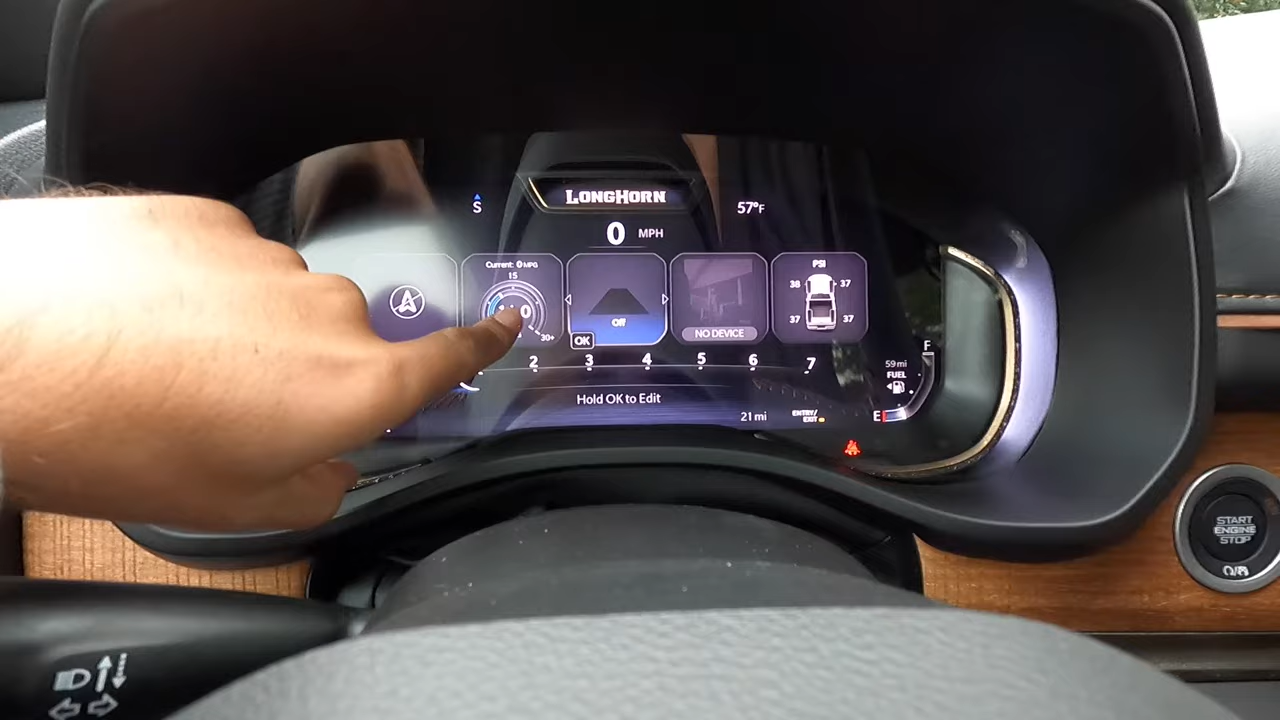 S
LONGHORN
57°F
0 MPH
Current: 0 MPG
15
30+
Off
OK
NO DEVICE
PSI
38 37
37 37
2 3 4 5 6 7
59 mi
FUEL
F
E
Hold OK to Edit
21 mi
ENTRY/
EXIT
START
ENGINE
STOP